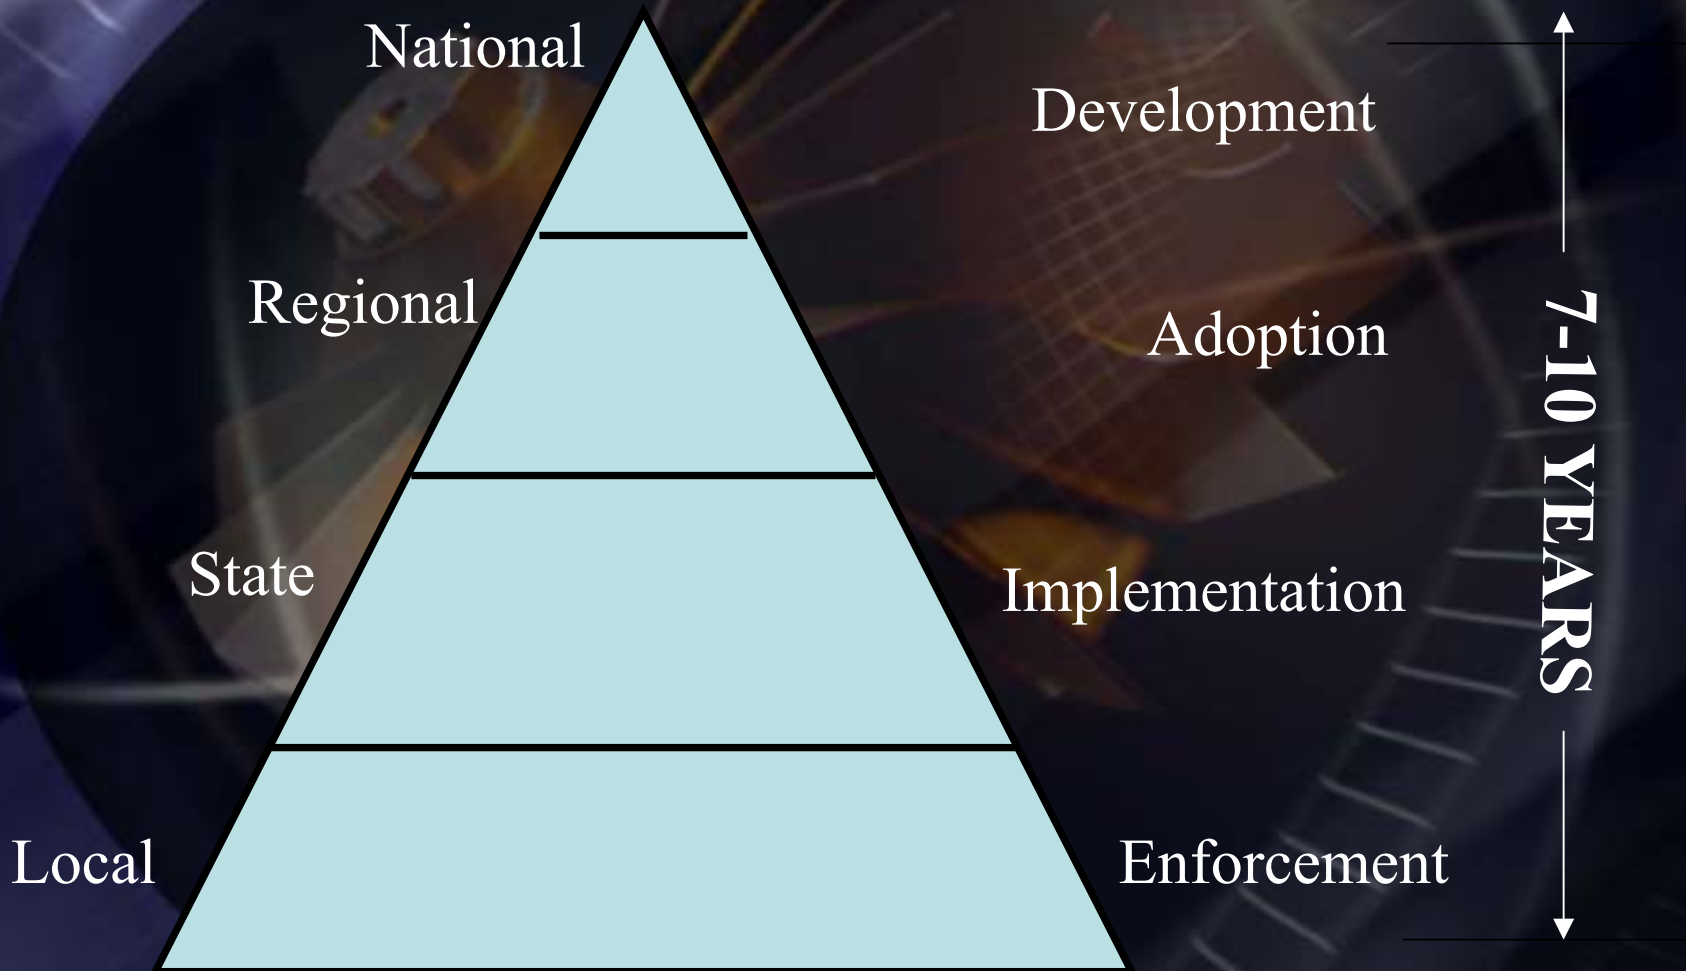 National
Development
Regional
Adoption
State
Implementation
Local
Enforcement
7-10 YEARS